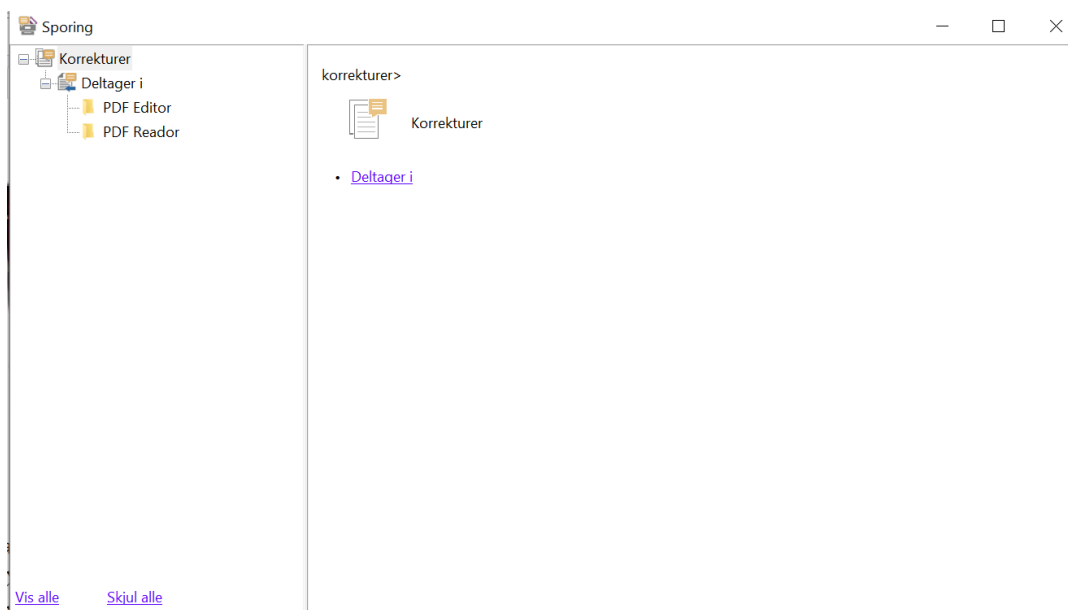 Sporing
Korrekturer
Deltager i
PDF Editor
PDF Reador
Vis alle
Skjul alle
korrekturer>
Korrekturer
• Deltager i